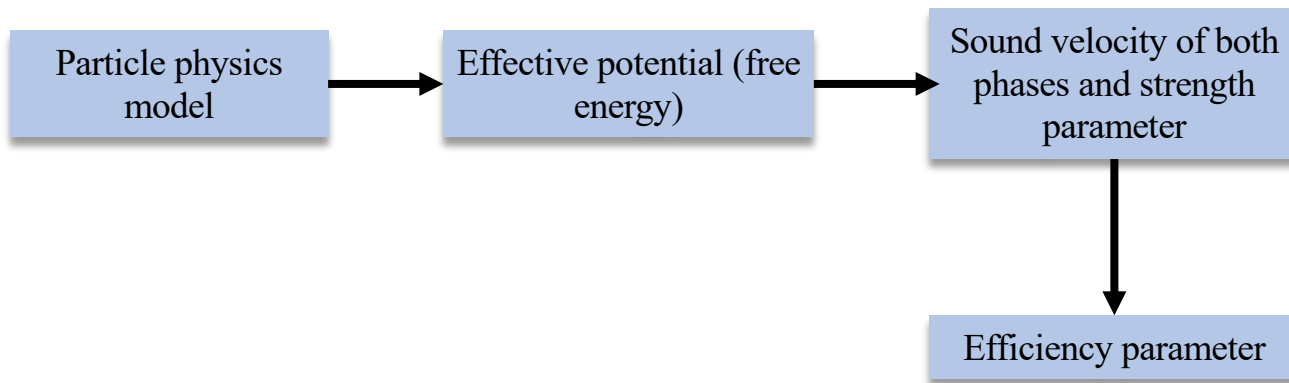 Particle physics
model
Effective potential (free
energy)
Sound velocity of both
phases and strength
parameter
Efficiency parameter